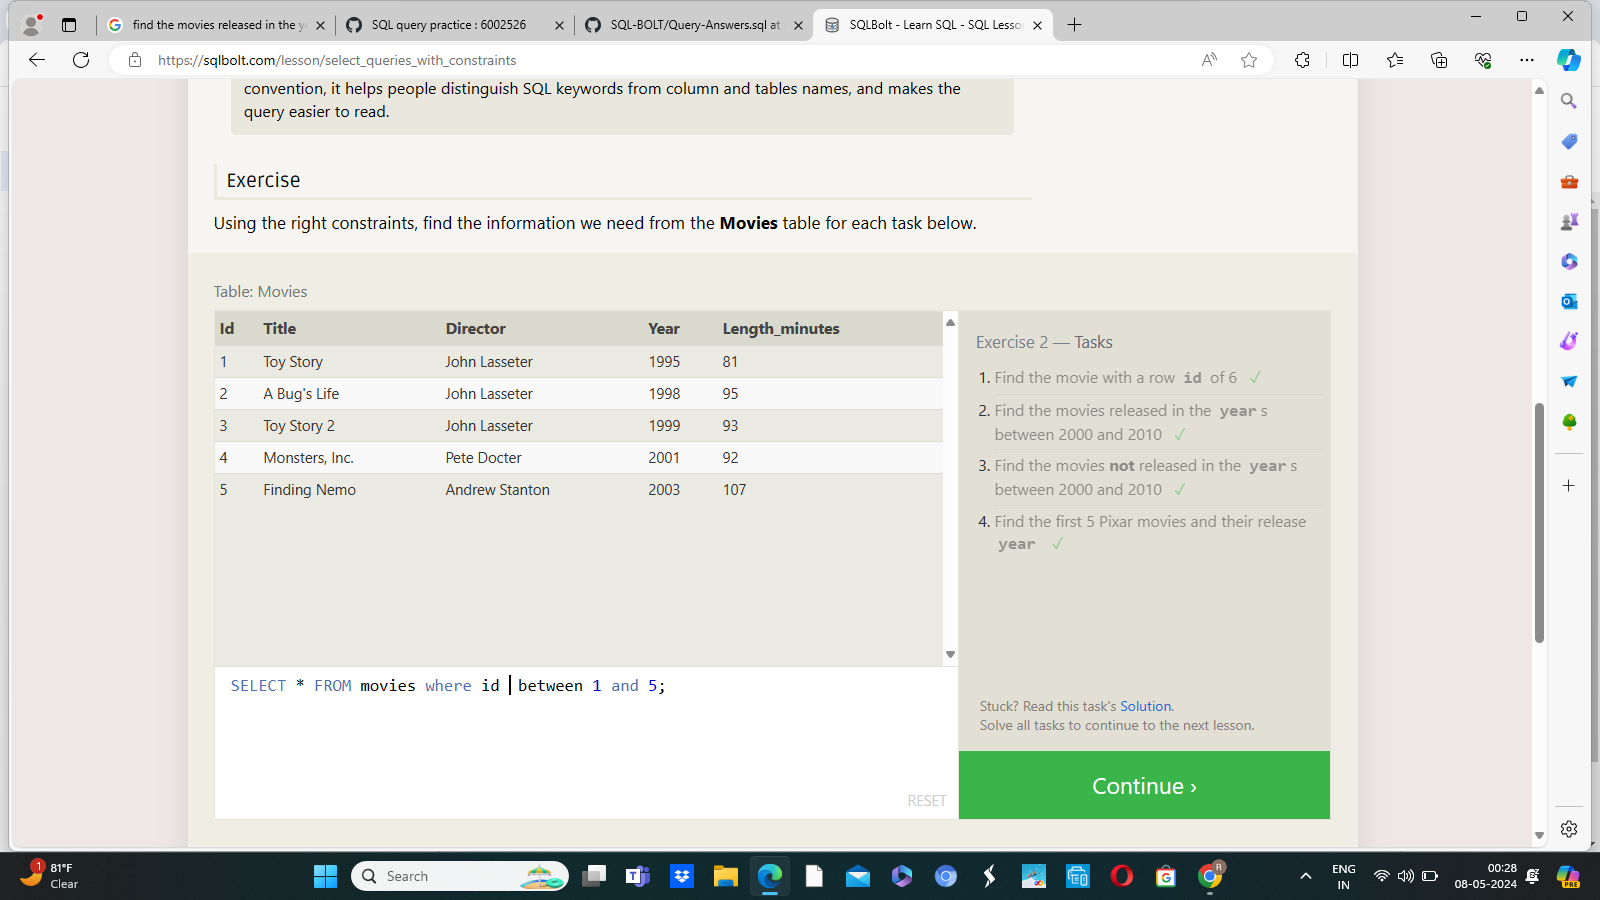 find the movies released in the y
SQL query practice : 6002526
SQL-BOLT/Query-Answers.sql at
SQLBolt - Learn SQL - SQL Lesso
https://sqlbolt.com/lesson/select_queries_with_constraints
convention, it helps people distinguish SQL keywords from column and tables names, and makes the
query easier to read.
Exercise
Using the right constraints, find the information we need from the Movies table for each task below.
Table: Movies
Id Title Director Year Length_minutes
1 Toy Story John Lasseter 1995 81
2 A Bug's Life John Lasseter 1998 95
3 Toy Story 2 John Lasseter 1999 93
4 Monsters, Inc. Pete Docter 2001 92
5 Finding Nemo Andrew Stanton 2003 107
Exercise 2 — Tasks
1. Find the movie with a row id of 6 ✓
2. Find the movies released in the year s
between 2000 and 2010 ✓
3. Find the movies not released in the year s
between 2000 and 2010 ✓
4. Find the first 5 Pixar movies and their release
year ✓
SELECT * FROM movies where id between 1 and 5;
RESET
Stuck? Read this task's Solution.
Solve all tasks to continue to the next lesson.
Continue ›
1
81°F
Clear
Search
R
ENG
IN
00:28
08-05-2024
PRE